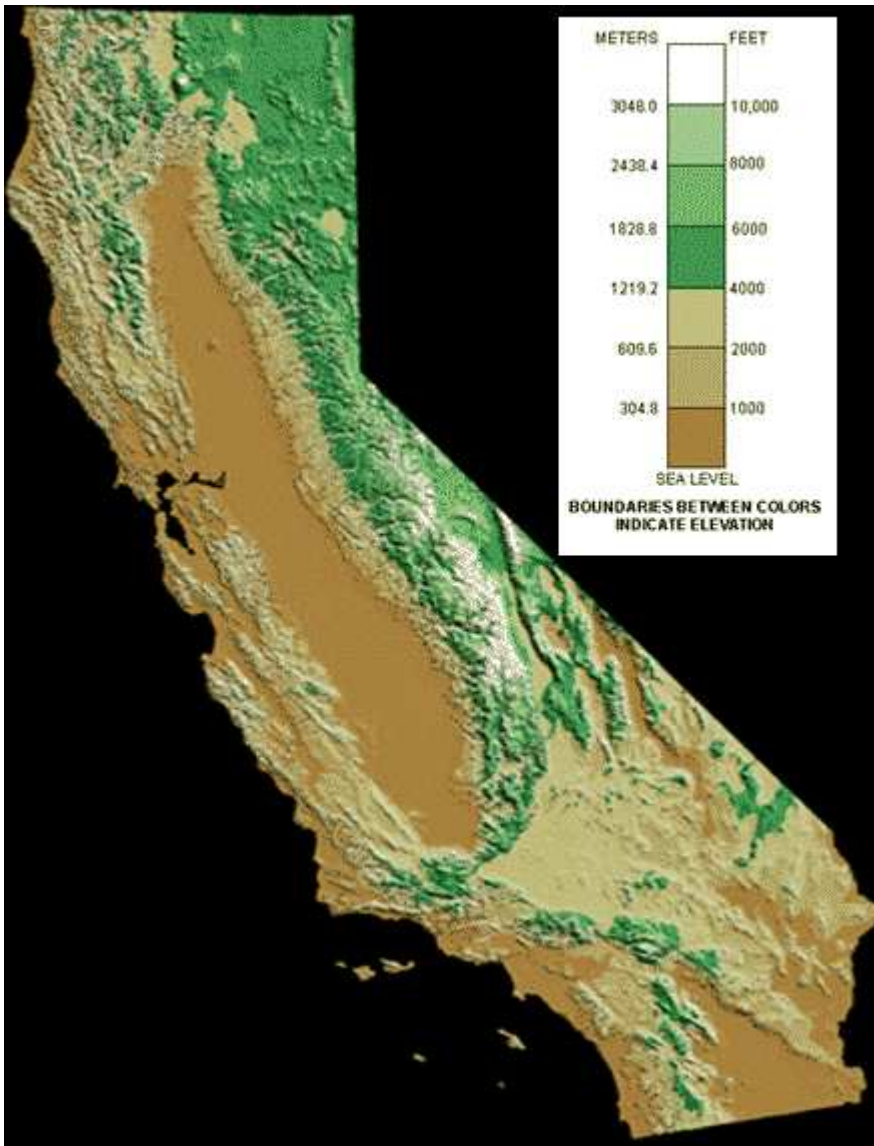 METERS FEET
3048.0 10,000
2438.4 8000
1828.8 6000
1219.2 4000
609.6 2000
304.8 1000
SEA LEVEL
BOUNDARIES BETWEEN COLORS
INDICATE ELEVATION